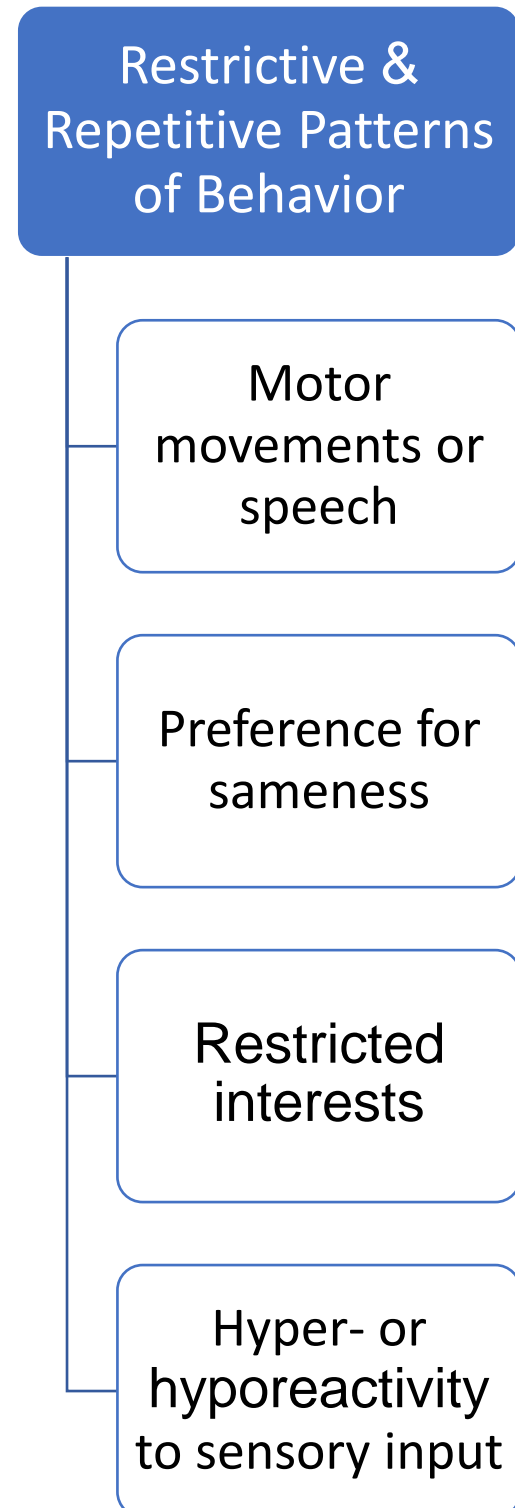 Restrictive &
Repetitive Patterns
of Behavior
Motor
movements or
speech
Preference for
sameness
Restricted
interests
Hyper- or
hyporeactivity
to sensory input